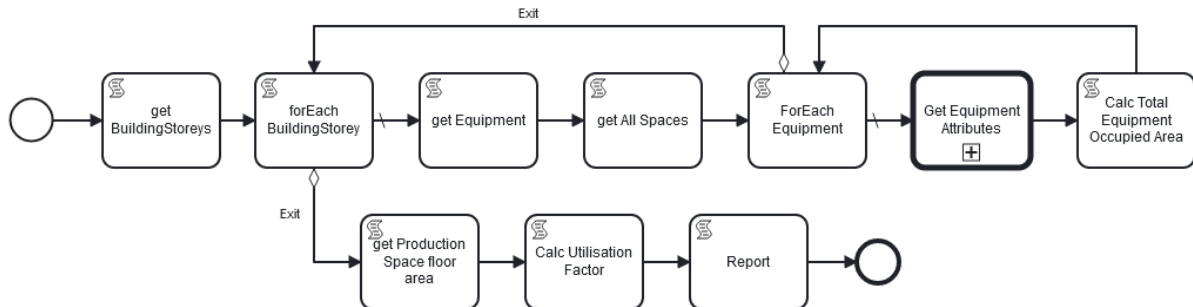 Exit
get
BuildingStoreys
forEach
BuildingStorey
get Equipment
get All Spaces
ForEach
Equipment
Get Equipment
Attributes
Calc Total
Equipment
Occupied Area
Exit
get Production
Space floor
area
Calc Utilisation
Factor
Report